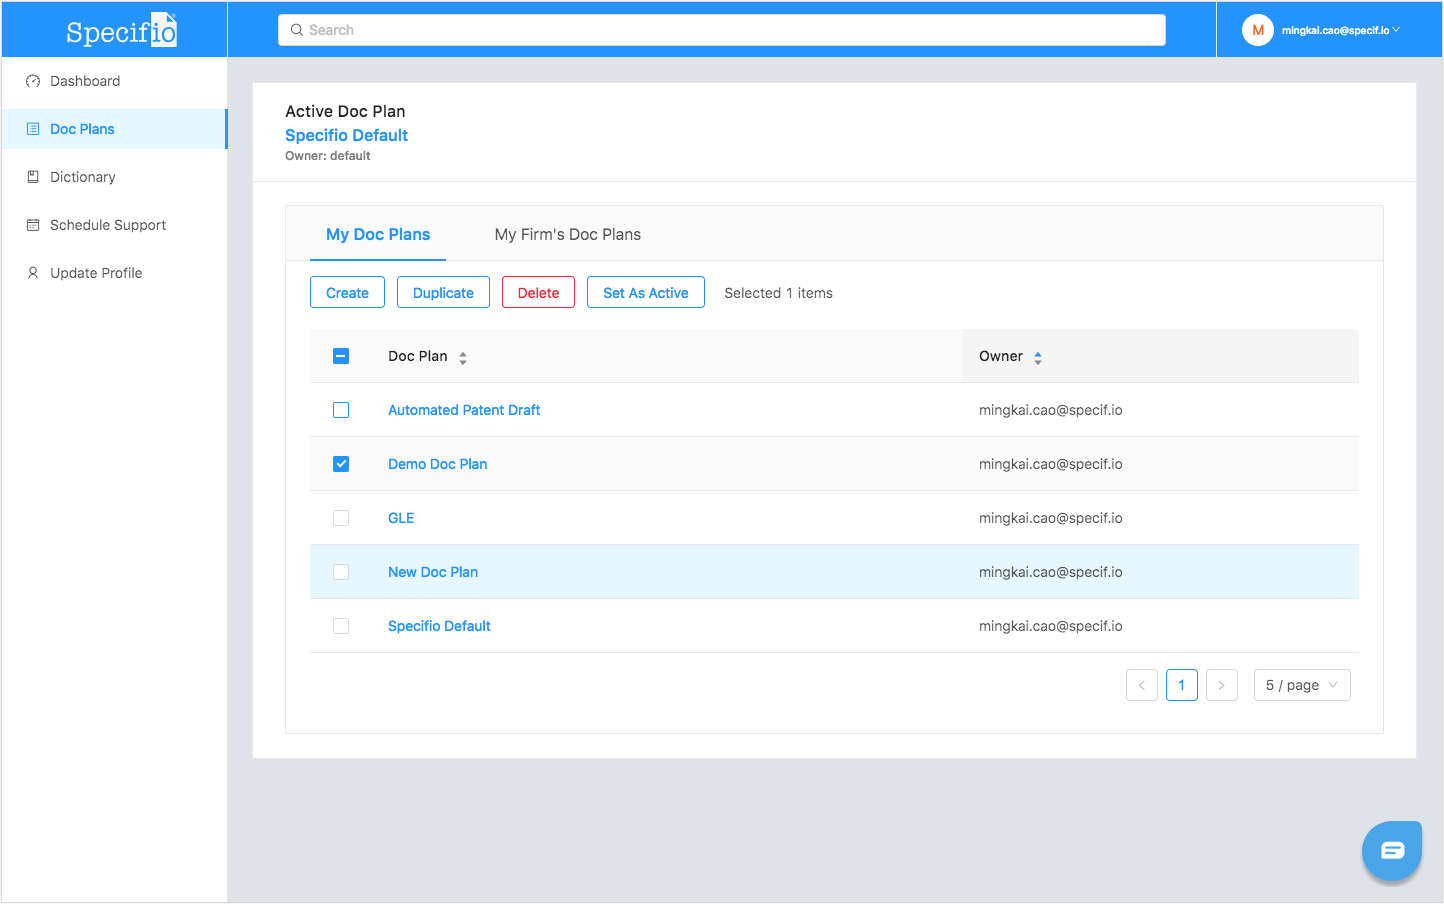 Specifio
Search
M
mingkai.cao@specif.io
Dashboard
Doc Plans
Dictionary
Schedule Support
Update Profile
Active Doc Plan
Specifio Default
Owner: default
My Doc Plans
My Firm's Doc Plans
Create
Duplicate
Delete
Set As Active
Selected 1 items
Doc Plan
Owner
Automated Patent Draft
mingkai.cao@specif.io
Demo Doc Plan
mingkai.cao@specif.io
GLE
mingkai.cao@specif.io
New Doc Plan
mingkai.cao@specif.io
Specifio Default
mingkai.cao@specif.io
<
1
>
5 / page